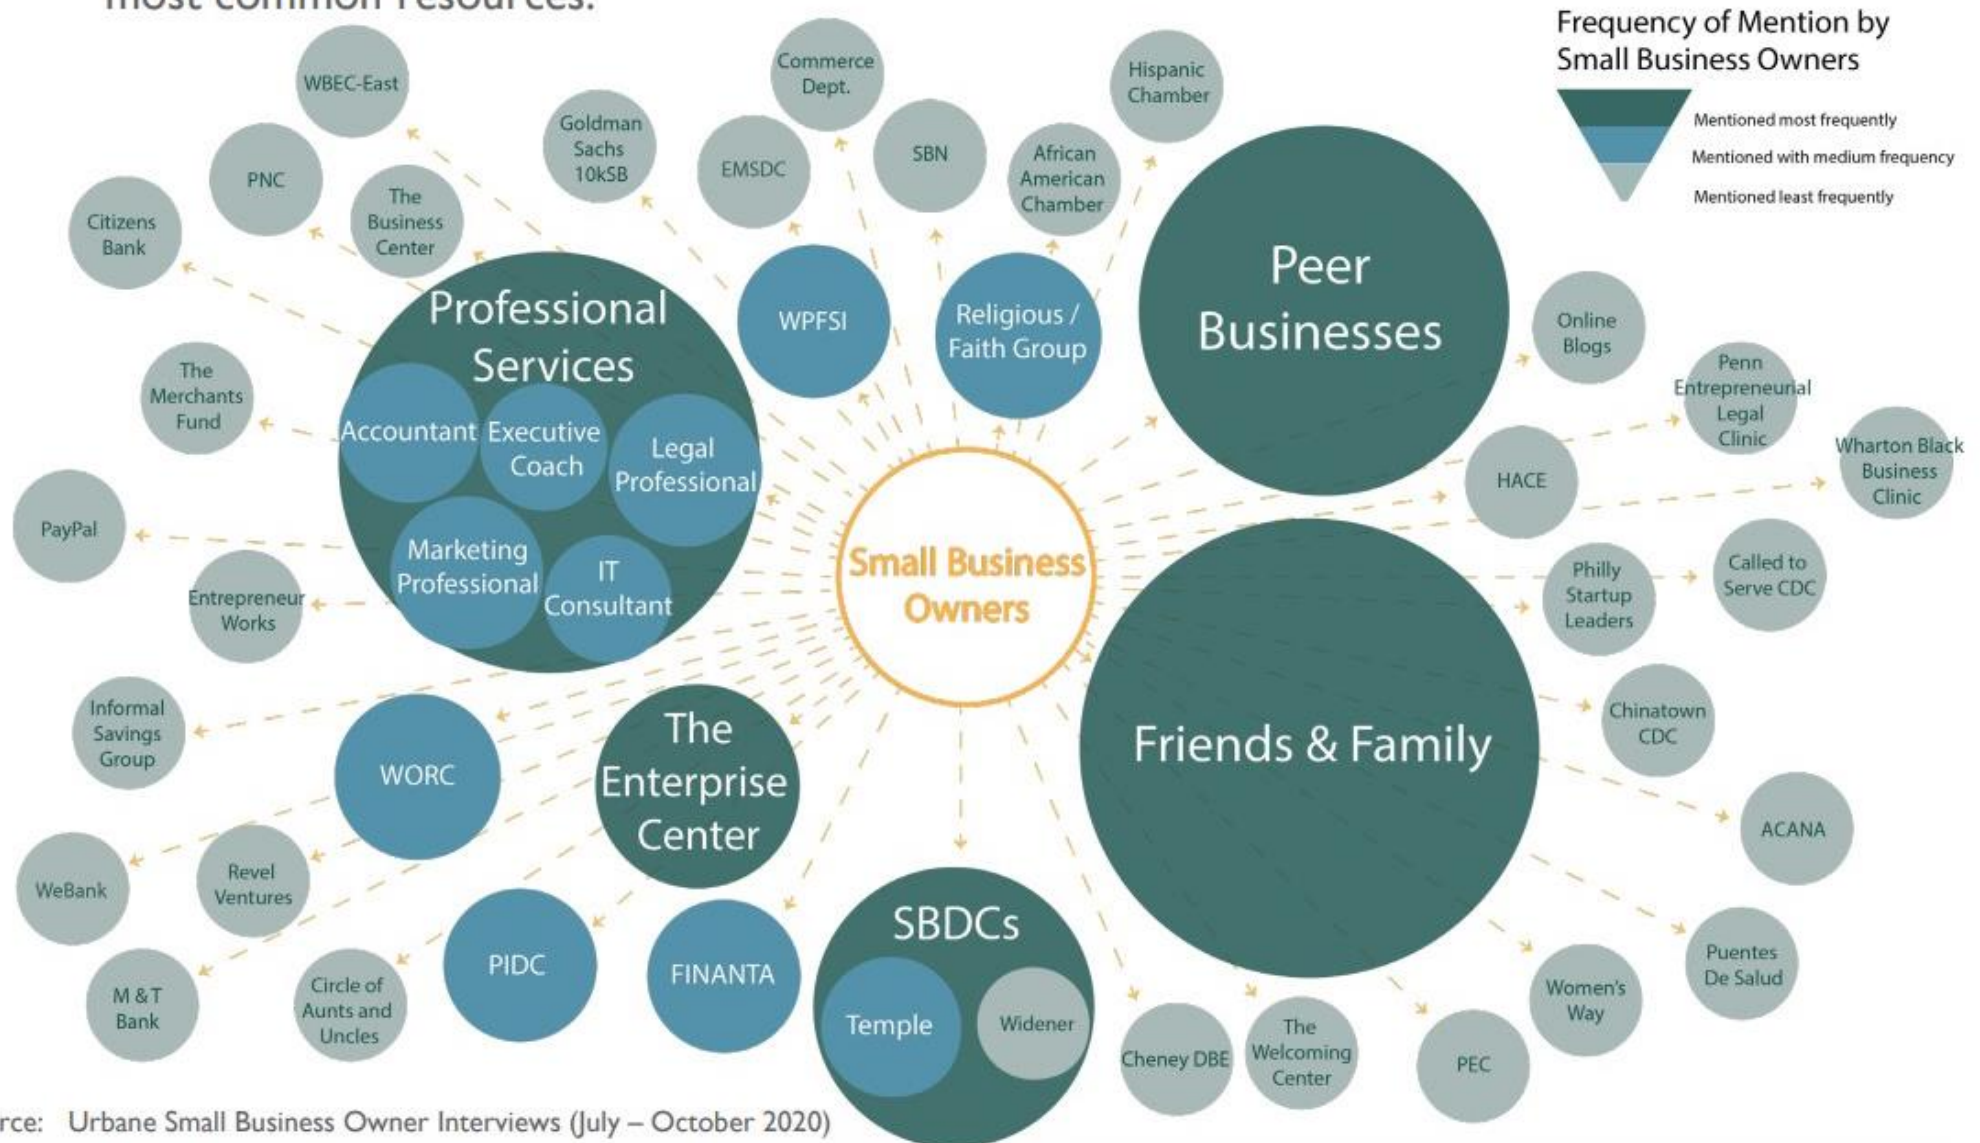 most common resources.
Frequency of Mention by
Small Business Owners
Mentioned most frequently
Mentioned with medium frequency
Mentioned least frequently
WBEC-East
Commerce
Dept.
Hispanic
Chamber
Goldman
Sachs
10kSB
EMSDC
SBN
African
American
Chamber
PNC
The
Business
Center
Citizens
Bank
Professional
Services
Accountant
Executive
Coach
Legal
Professional
Marketing
Professional
IT
Consultant
WPFSI
Religious /
Faith Group
Peer
Businesses
Online
Blogs
Penn
Entrepreneurial
Legal
Clinic
Wharton Black
Business
Clinic
HACE
The
Merchants
Fund
PayPal
Entrepreneur
Works
Small Business
Owners
Philly
Startup
Leaders
Called to
Serve CDC
Informal
Savings
Group
WORC
The
Enterprise
Center
Friends & Family
Chinatown
CDC
ACANA
WeBank
Revel
Ventures
M & T
Bank
Circle of
Aunts and
Uncles
PIDC
FINANTA
SBDCs
Temple
Widener
Cheney DBE
The
Welcoming
Center
PEC
Women's
Way
Puentes
De Salud
rce: Urbane Small Business Owner Interviews (July – October 2020)